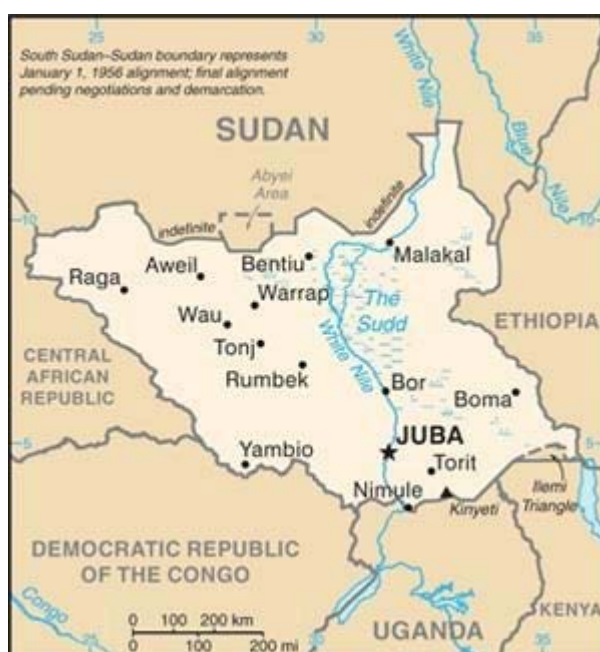 25
30
35
South Sudan–Sudan boundary represents
January 1, 1956 alignment; final alignment
pending negotiations and demarcation.
White Nile
Blue
Nile
SUDAN
Abyei
Area
10
10
indefinite
indefinite
Malakal
Bentiu
Aweil
Raga
Warrap
The
Sudd
Wau
ETHIOPIA
Tonj
White Nile
CENTRAL
AFRICAN
REPUBLIC
Rumbek
Bor
Boma
JUBA
5
5
Yambio
Torit
Nimule
Kinyeti
Ilemi
Triangle
DEMOCRATIC REPUBLIC
OF THE CONGO
Congo
0 100 200 km
0 100 200 mi
UGANDA
KENYA
25
30